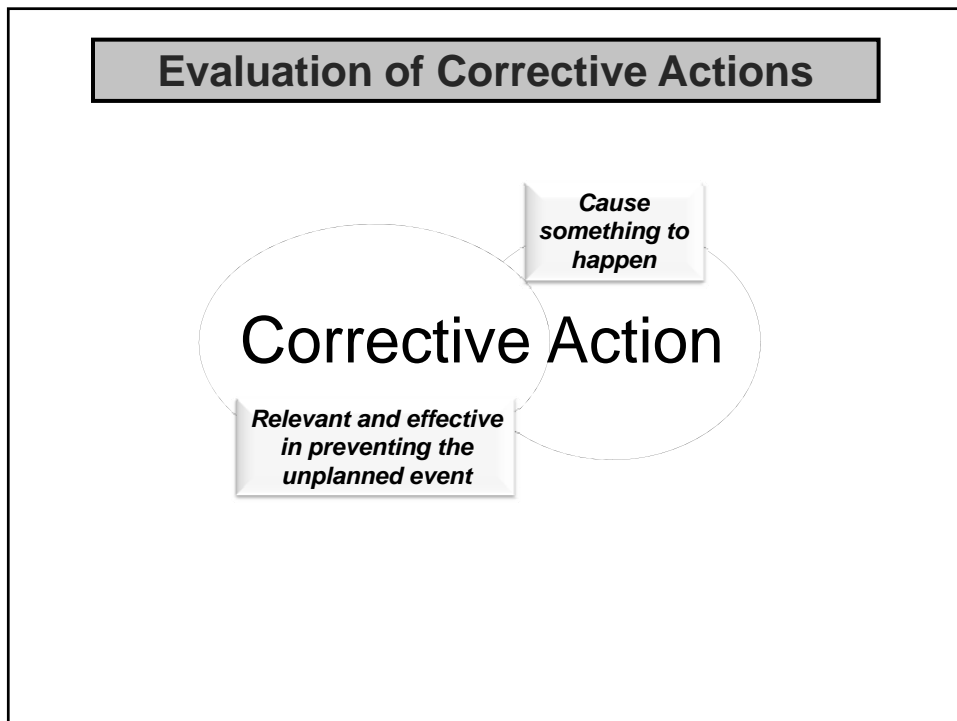 Evaluation of Corrective Actions
Cause
something to
happen
Corrective Action
Relevant and effective
in preventing the
unplanned event